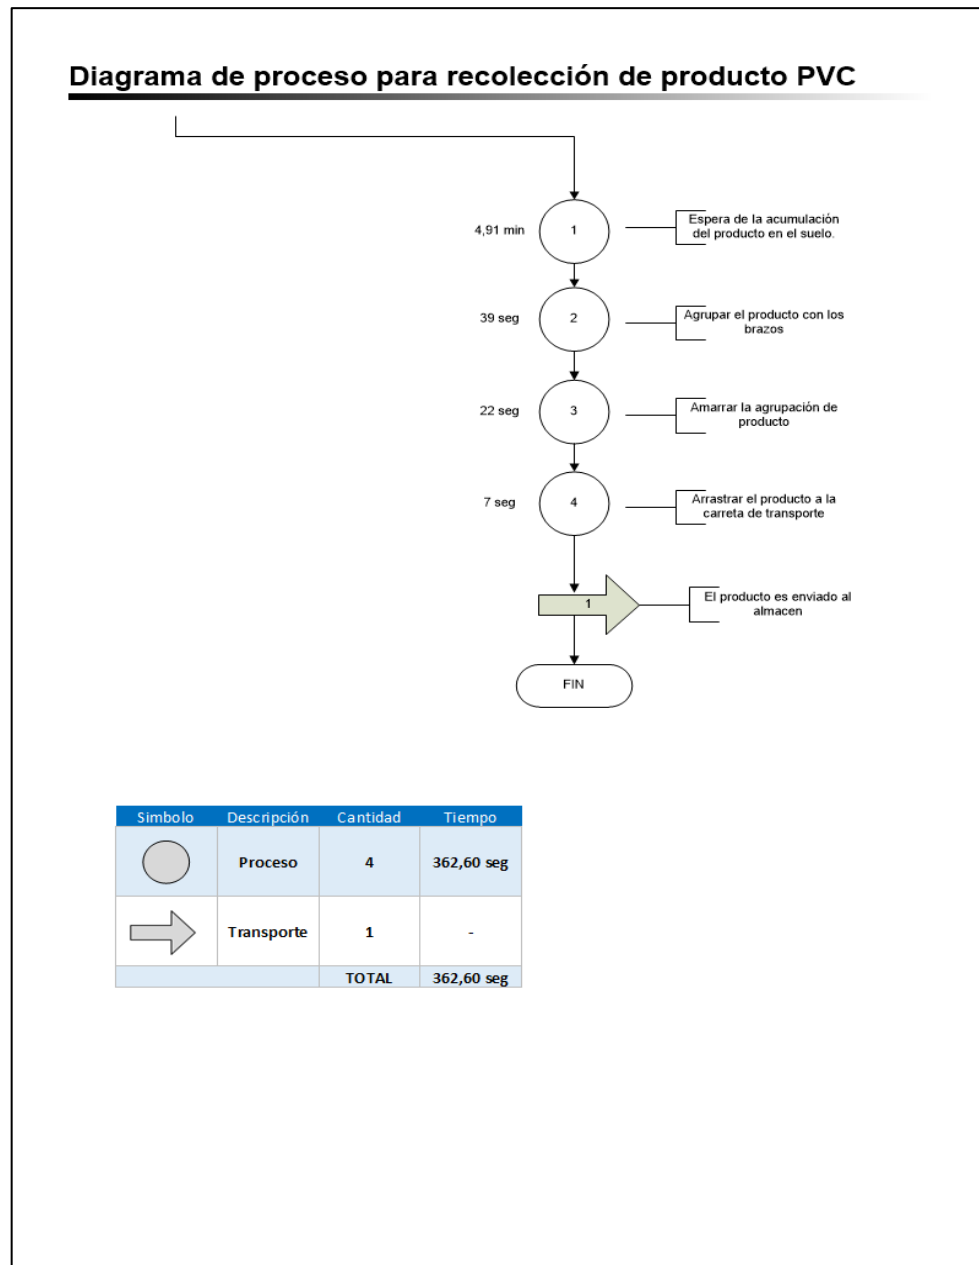 Diagrama de proceso para recolección de producto PVC
4,91 min
1
Espera de la acumulación
del producto en el suelo.
39 seg
2
Agrupar el producto con los
brazos
22 seg
3
Amarrar la agrupación de
producto
7 seg
4
Arrastrar el producto a la
carreta de transporte
1
El producto es enviado al
almacen
FIN
Simbolo Descripción Cantidad Tiempo
Proceso 4 362,60 seg
Transporte 1 -
TOTAL 362,60 seg